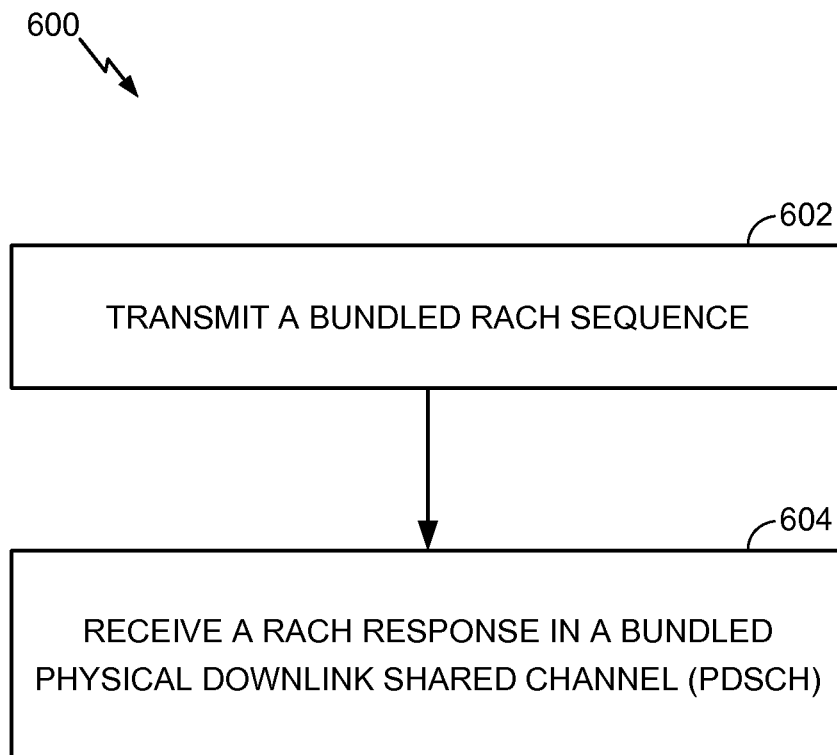 600
602
TRANSMIT A BUNDLED RACH SEQUENCE
604
RECEIVE A RACH RESPONSE IN A BUNDLED
PHYSICAL DOWNLINK SHARED CHANNEL (PDSCH)